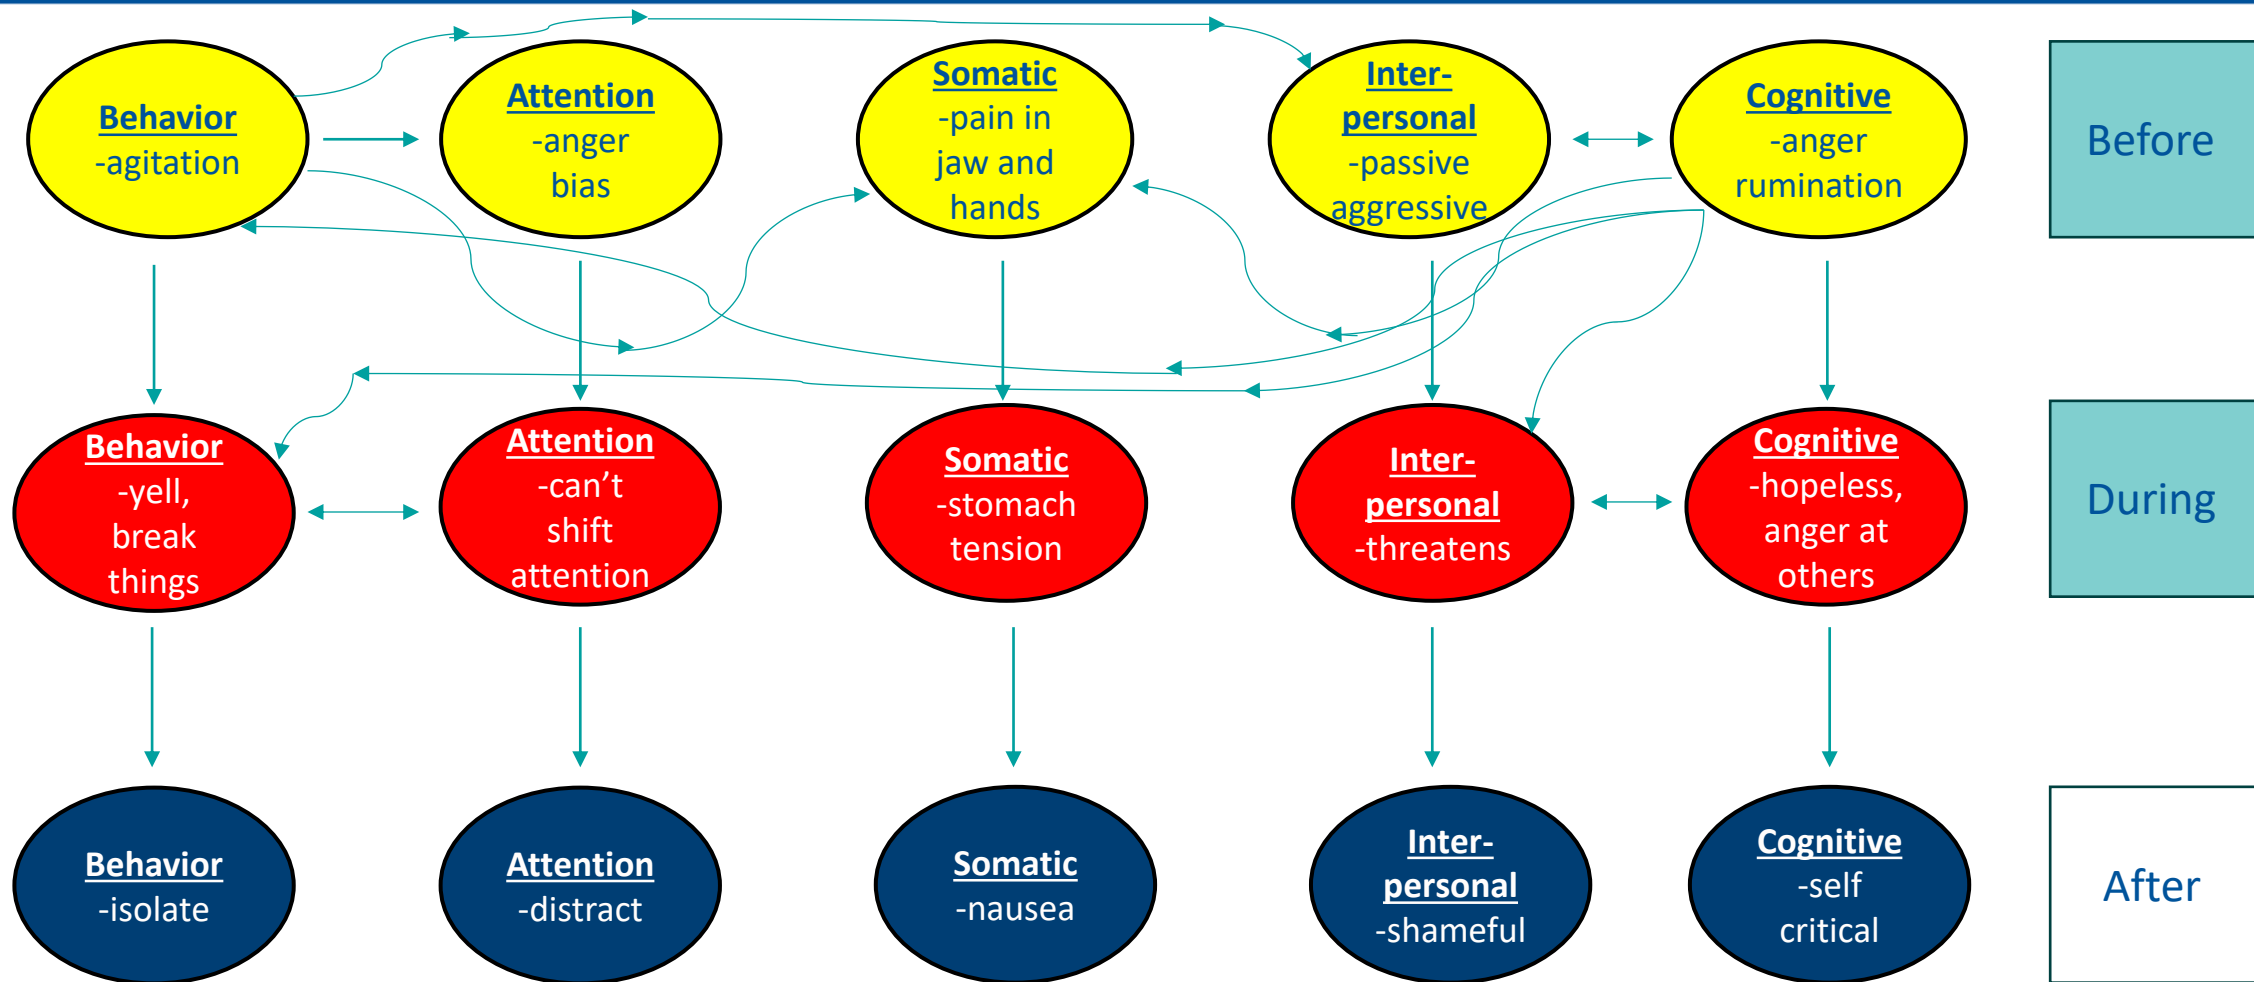 Behavior
-agitation
Attention
-anger
bias
Somatic
-pain in
jaw and
hands
Inter-
personal
-passive
aggressive
Cognitive
-anger
rumination
Before
Behavior
-yell,
break
things
Attention
-can’t
shift
attention
Somatic
-stomach
tension
Inter-
personal
-threatens
Cognitive
-hopeless,
anger at
others
During
Behavior
-isolate
Attention
-distract
Somatic
-nausea
Inter-
personal
-shameful
Cognitive
-self
critical
After